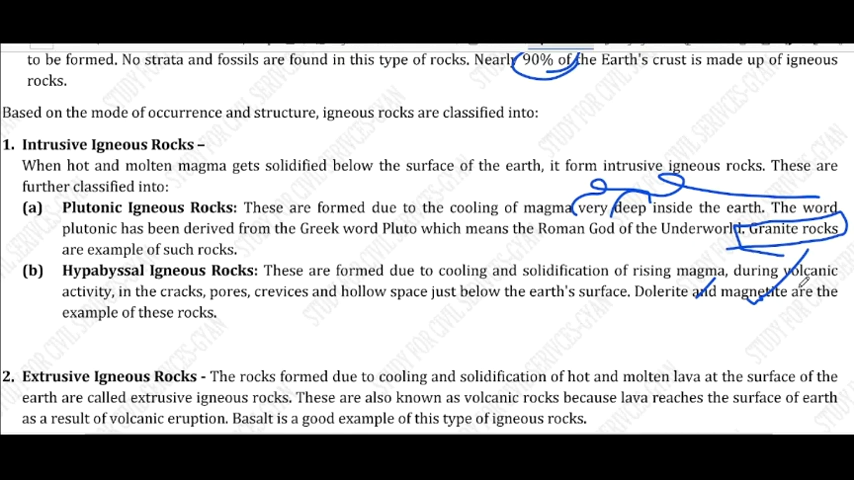 to be formed. No strata and fossils are found in this type of rocks. Nearly 90% of the Earth's crust is made up of igneous
rocks.
Based on the mode of occurrence and structure, igneous rocks are classified into:
1. Intrusive Igneous Rocks –
When hot and molten magma gets solidified below the surface of the earth, it form intrusive igneous rocks. These are
further classified into:
(a) Plutonic Igneous Rocks: These are formed due to the cooling of magma very deep inside the earth. The word
plutonic has been derived from the Greek word Pluto which means the Roman God of the Underworld. Granite rocks
are example of such rocks.
(b) Hypabyssal Igneous Rocks: These are formed due to cooling and solidification of rising magma, during volcanic
activity, in the cracks, pores, crevices and hollow space just below the earth's surface. Dolerite and magnetite are the
example of these rocks.
2. Extrusive Igneous Rocks - The rocks formed due to cooling and solidification of hot and molten lava at the surface of the
earth are called extrusive igneous rocks. These are also known as volcanic rocks because lava reaches the surface of earth
as a result of volcanic eruption. Basalt is a good example of this type of igneous rocks.